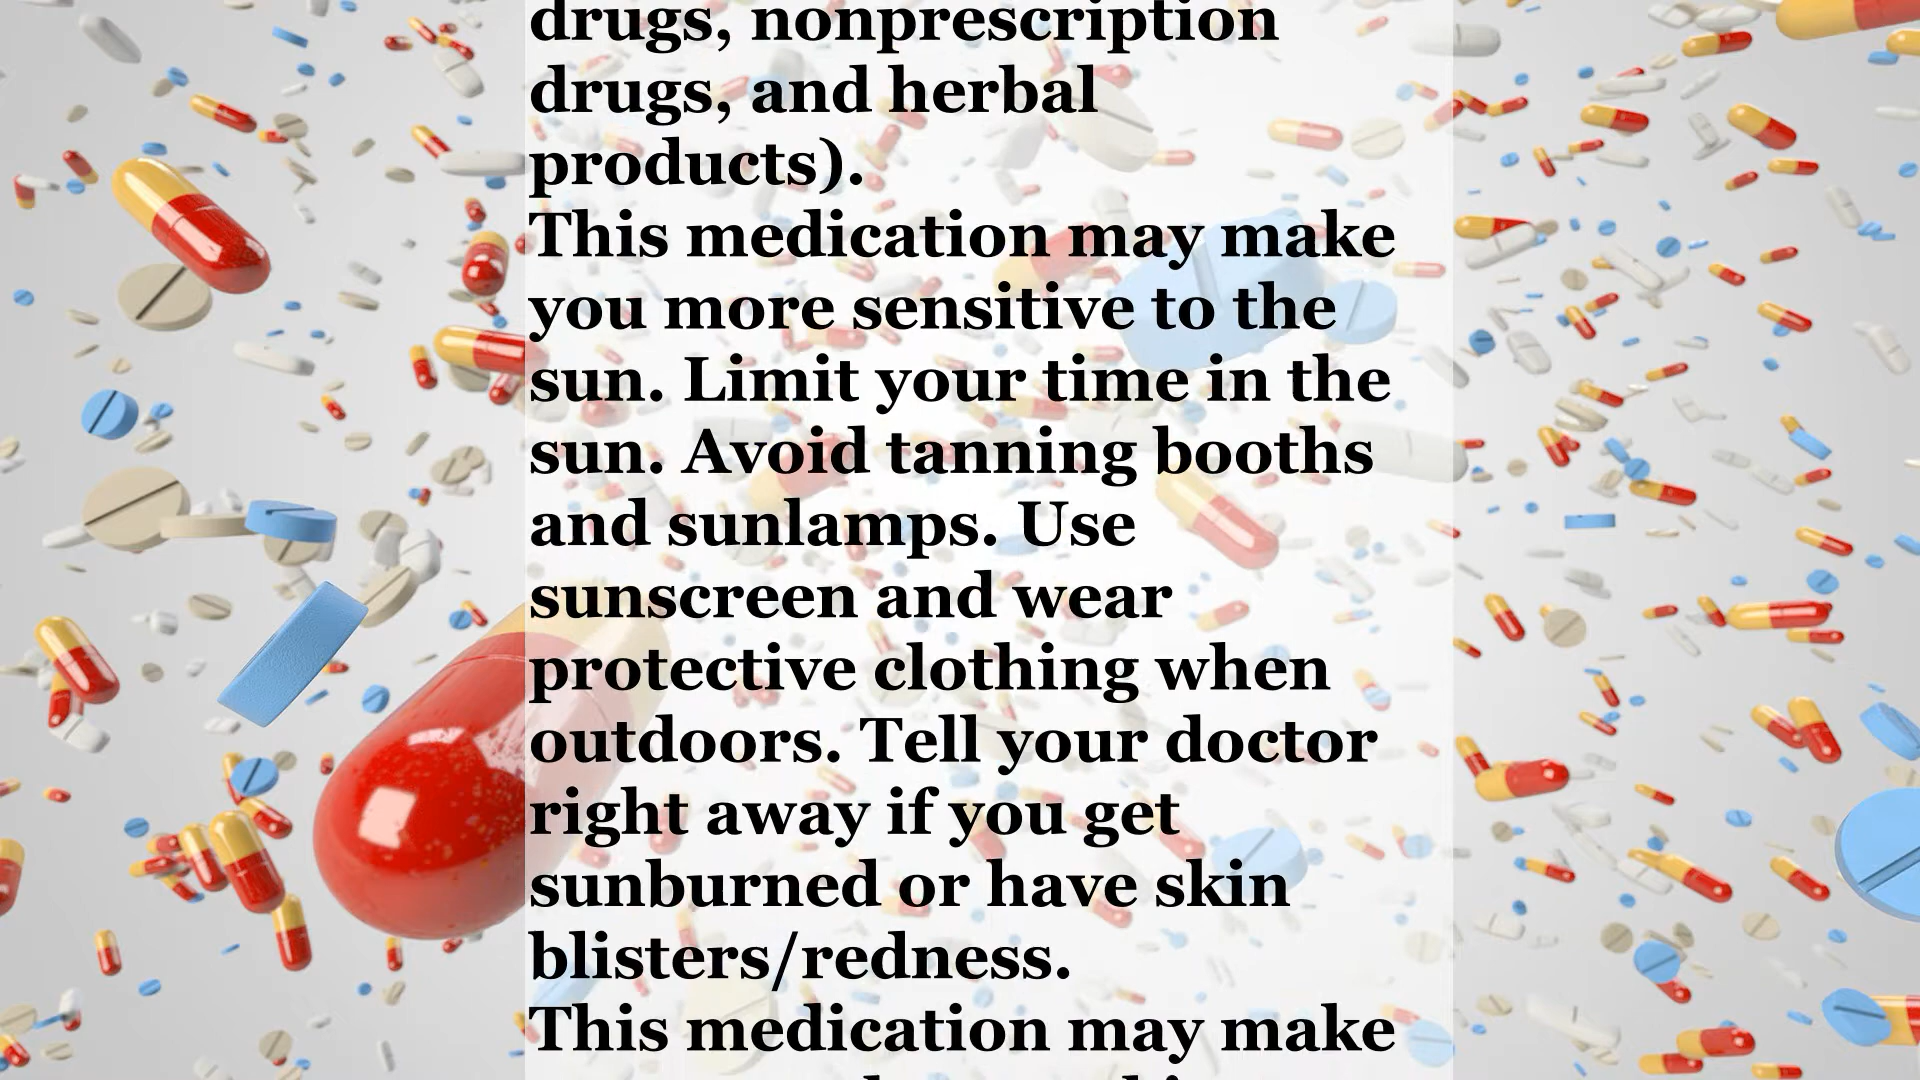 drugs, nonprescription
drugs, and herbal
products).
This medication may make
you more sensitive to the
sun. Limit your time in the
sun. Avoid tanning booths
and sunlamps. Use
sunscreen and wear
protective clothing when
outdoors. Tell your doctor
right away if you get
sunburned or have skin
blisters/redness.
This medication may make